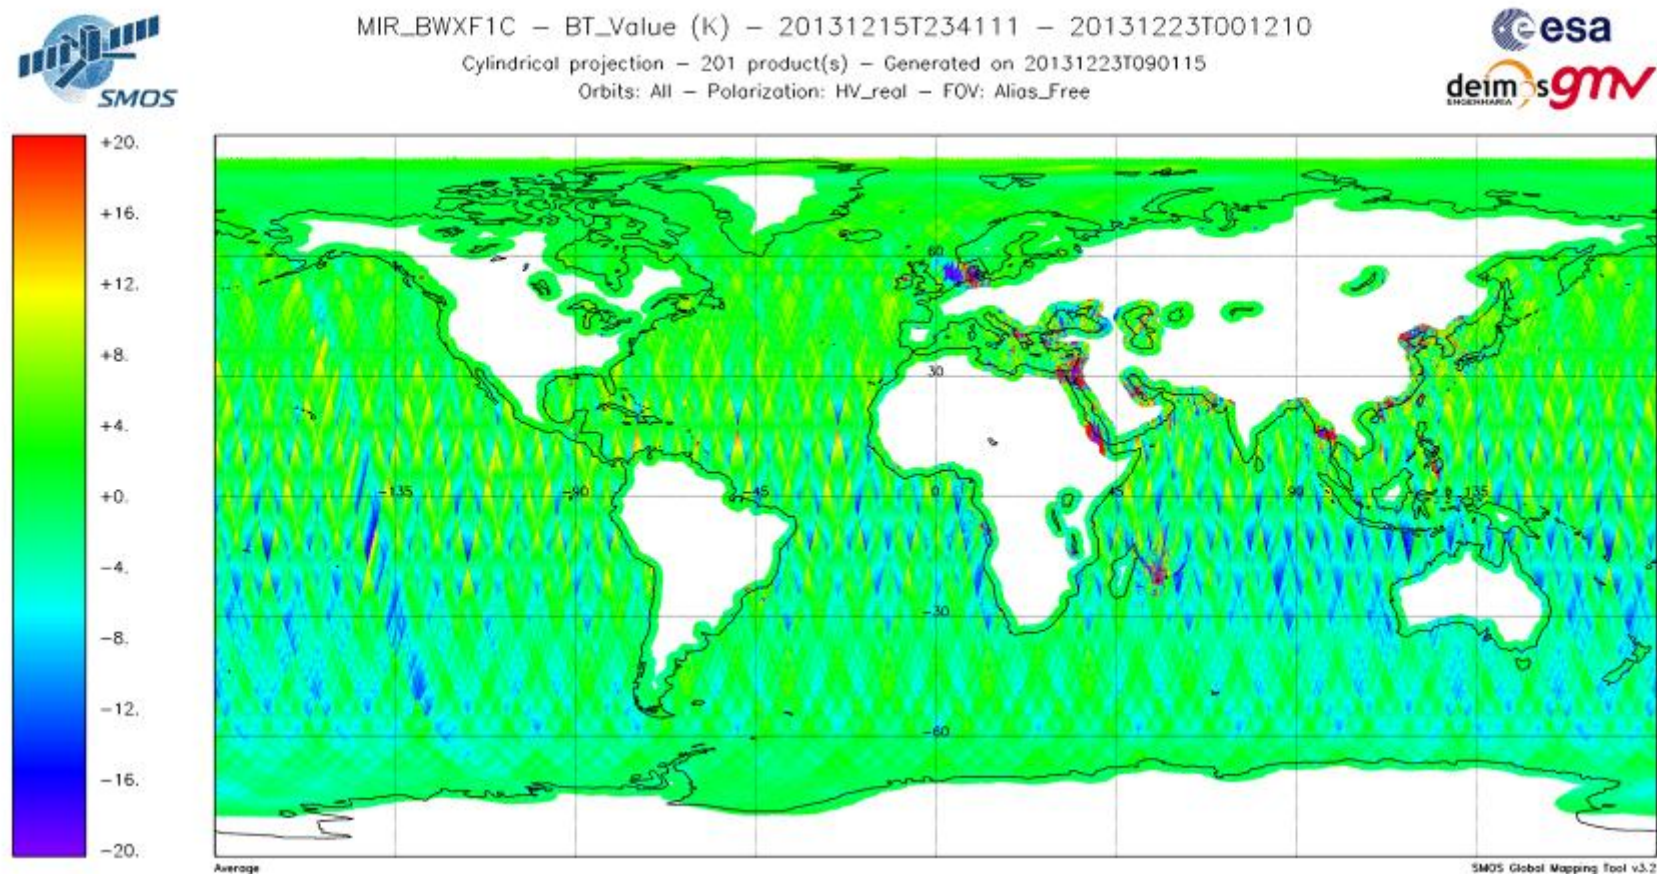 MIR_BWXF1C – BT_Value (K) – 20131215T234111 – 20131223T001210
Cylindrical projection – 201 product(s) – Generated on 20131223T090115
Orbits: All – Polarization: HV_real – FOV: Alias_Free
SMOS
esa
deimos
ENGENHARIA
gmv
+20.
+16.
+12.
+8.
+4.
+0.
−4.
−8.
−12.
−16.
−20.
60
30
−135
−90
−45
0
45
90
135
−30
−60
Average
SMOS Global Mapping Tool v3.2